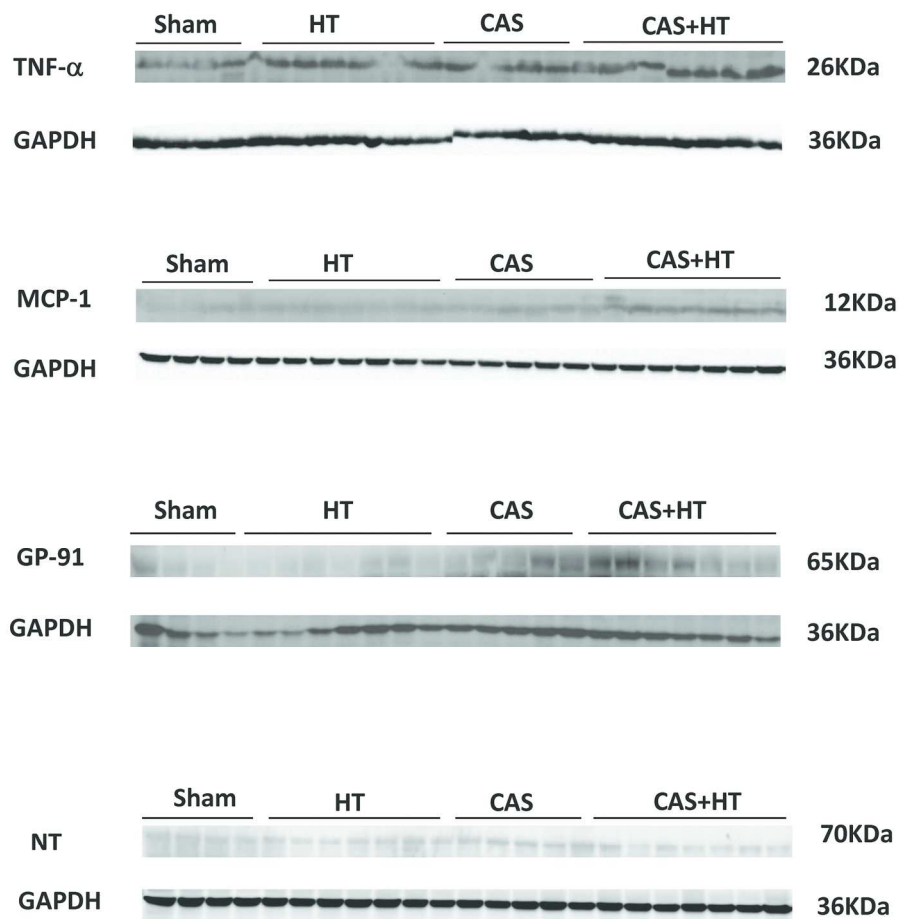 Sham HT CAS CAS+HT
TNF-α 26KDa
GAPDH 36KDa
Sham HT CAS CAS+HT
MCP-1 12KDa
GAPDH 36KDa
Sham HT CAS CAS+HT
GP-91 65KDa
GAPDH 36KDa
Sham HT CAS CAS+HT
NT 70KDa
GAPDH 36KDa